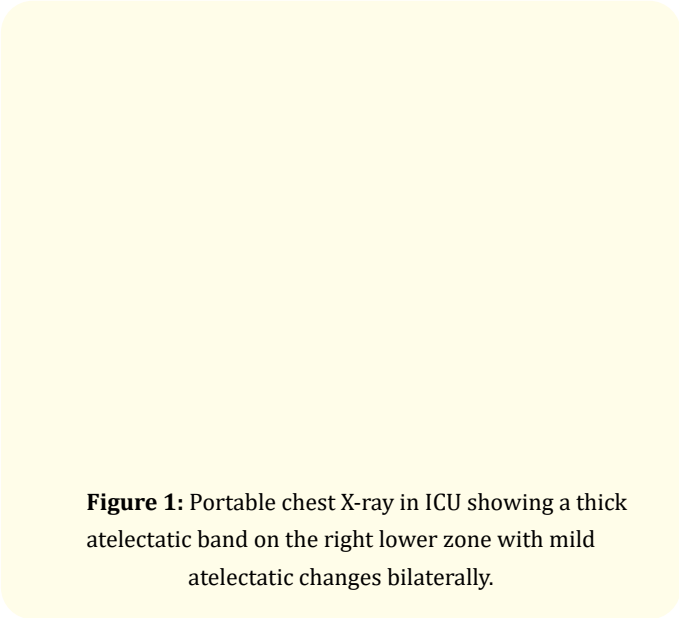 Figure 1: Portable chest X-ray in ICU showing a thick
atelectatic band on the right lower zone with mild
atelectatic changes bilaterally.